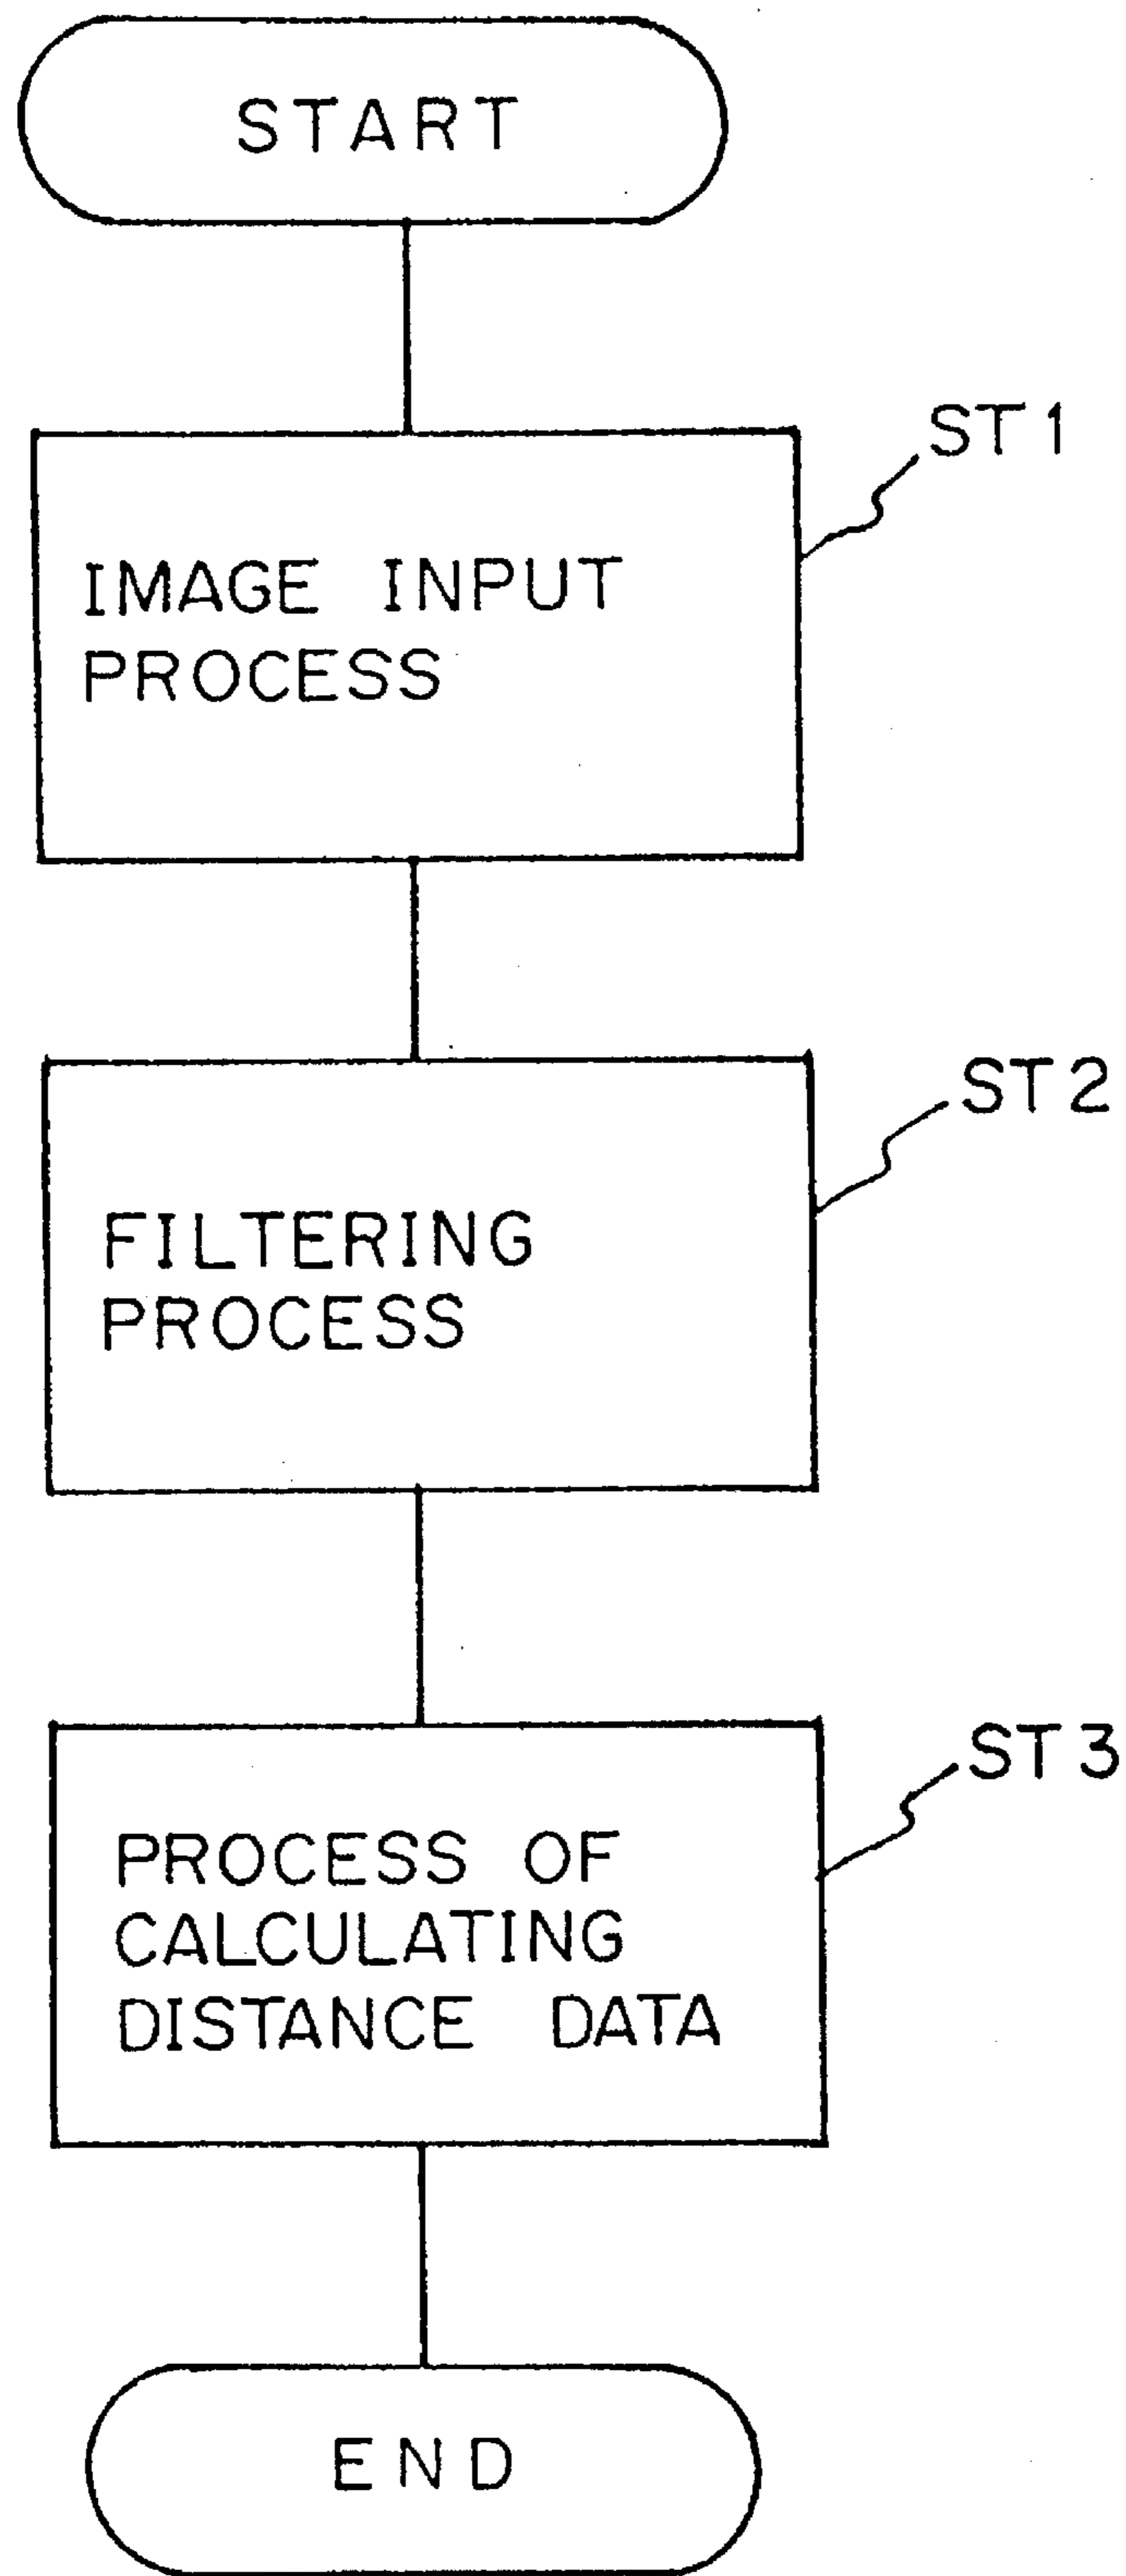 START
ST1
IMAGE INPUT
PROCESS
ST2
FILTERING
PROCESS
ST3
PROCESS OF
CALCULATING
DISTANCE DATA
END